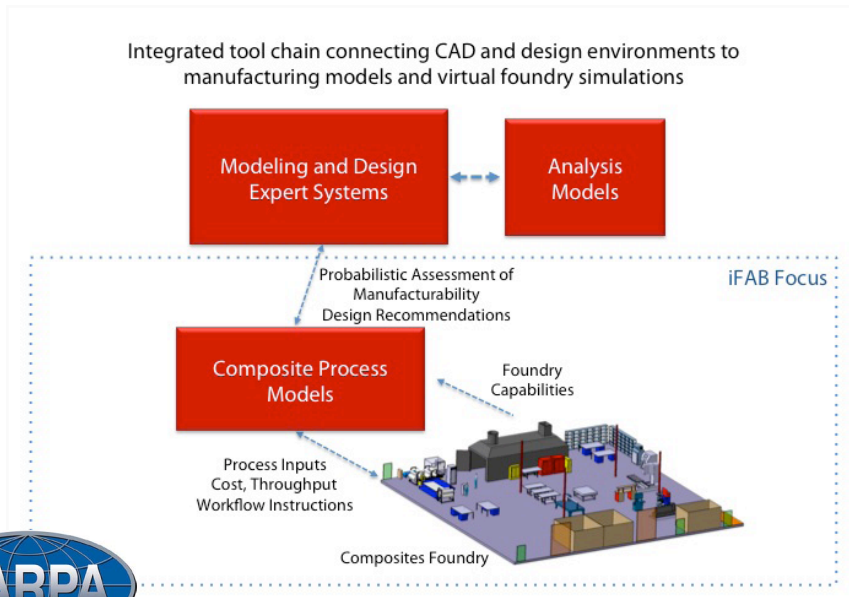 Integrated tool chain connecting CAD and design environments to
manufacturing models and virtual foundry simulations
Modeling and Design
Expert Systems
Analysis
Models
iFAB Focus
Probabilistic Assessment of
Manufacturability
Design Recommendations
Composite Process
Models
Foundry
Capabilities
Process Inputs
Cost, Throughput
Workflow Instructions
Composites Foundry
ARPA